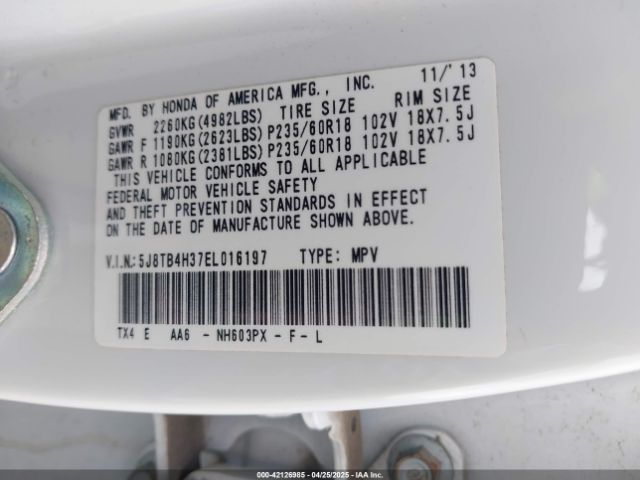 MFD. BY HONDA OF AMERICA MFG., INC. 11/'13
GVWR 2260KG(4982LBS) TIRE SIZE RIM SIZE
GAWR F 1190KG(2623LBS) P235/60R18 102V 18X7.5J
GAWR R 1080KG(2381LBS) P235/60R18 102V 18X7.5J
THIS VEHICLE CONFORMS TO ALL APPLICABLE
FEDERAL MOTOR VEHICLE SAFETY
AND THEFT PREVENTION STANDARDS IN EFFECT
ON THE DATE OF MANUFACTURE SHOWN ABOVE.
V.I.N.: 5J8TB4H37EL016197 TYPE: MPV
TX4 E AA6 - NH603PX - F - L
000-42126985 - 04/25/2025 - IAAI.COM